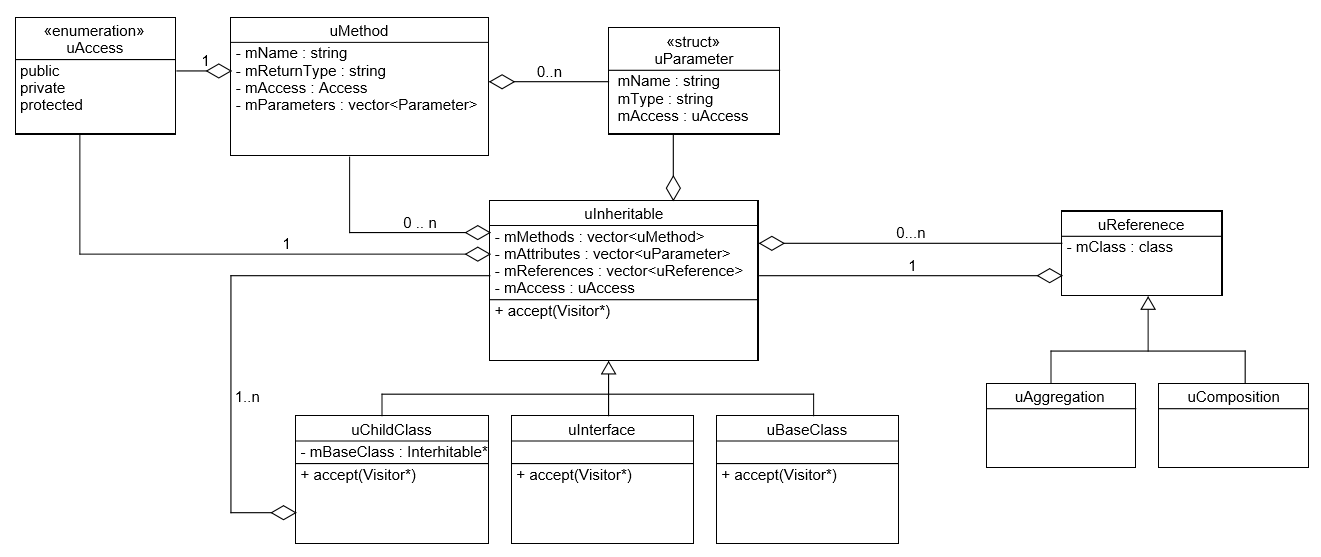 «enumeration»
uAccess
public
private
protected
1
uMethod
- mName : string
- mReturnType : string
- mAccess : Access
- mParameters : vector<Parameter>
0..n
«struct»
uParameter
mName : string
mType : string
mAccess : uAccess
0 .. n
1
uInheritable
- mMethods : vector<uMethod>
- mAttributes : vector<uParameter>
- mReferences : vector<uReference>
- mAccess : uAccess
+ accept(Visitor*)
0...n
1
uReferenece
- mClass : class
1..n
uChildClass
- mBaseClass : Interhitable*
+ accept(Visitor*)
uInterface
+ accept(Visitor*)
uBaseClass
+ accept(Visitor*)
uAggregation
uComposition